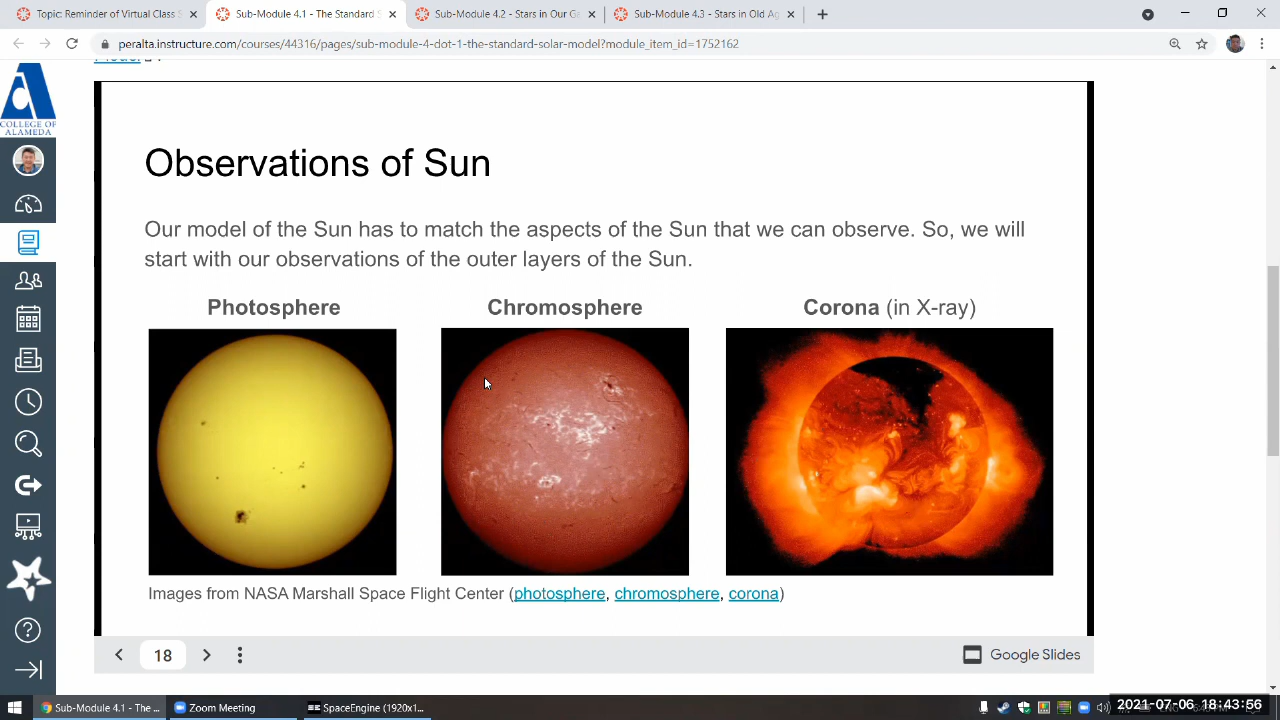 Topic: Reminder of Virtual Class S
Sub-Module 4.1 - The Standard S
Sub-Module 4.2 - Stars in Our Ga
Sub-Module 4.3 - Stars in Old Ag
peralta.instructure.com/courses/44316/pages/sub-module-4-dot-1-the-standard-solar-model?module_item_id=1752162
COLLEGE OF
ALAMEDA
Observations of Sun
Our model of the Sun has to match the aspects of the Sun that we can observe. So, we will
start with our observations of the outer layers of the Sun.
Photosphere
Chromosphere
Corona (in X-ray)
Images from NASA Marshall Space Flight Center (photosphere, chromosphere, corona)
18
Google Slides
Sub-Module 4.1 - The ...
Zoom Meeting
SpaceEngine (1920x1...
2021-07-06 18:43:56